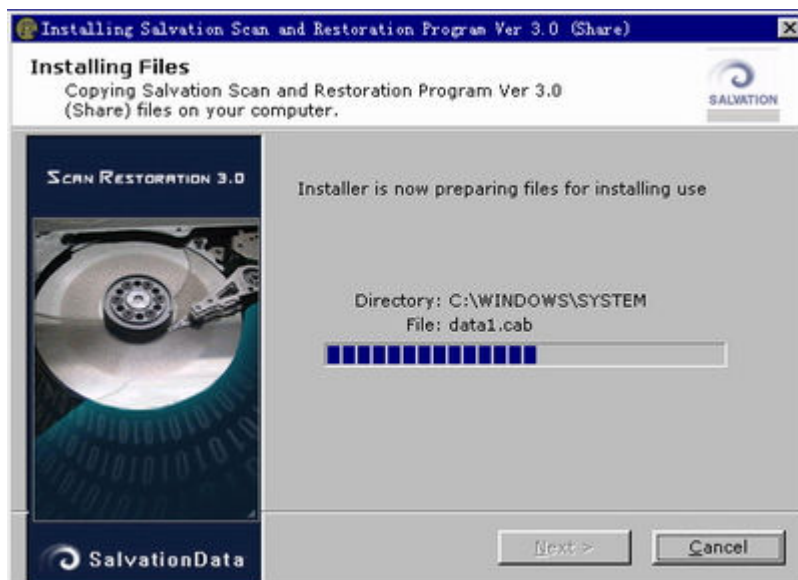 Installing Salvation Scan and Restoration Program Ver 3.0 (Share)
Installing Files
Copying Salvation Scan and Restoration Program Ver 3.0
(Share) files on your computer.
SALVATION
SCAN RESTORATION 3.0
Installer is now preparing files for installing use
Directory: C:\WINDOWS\SYSTEM
File: data1.cab
SalvationData
Next >
Cancel